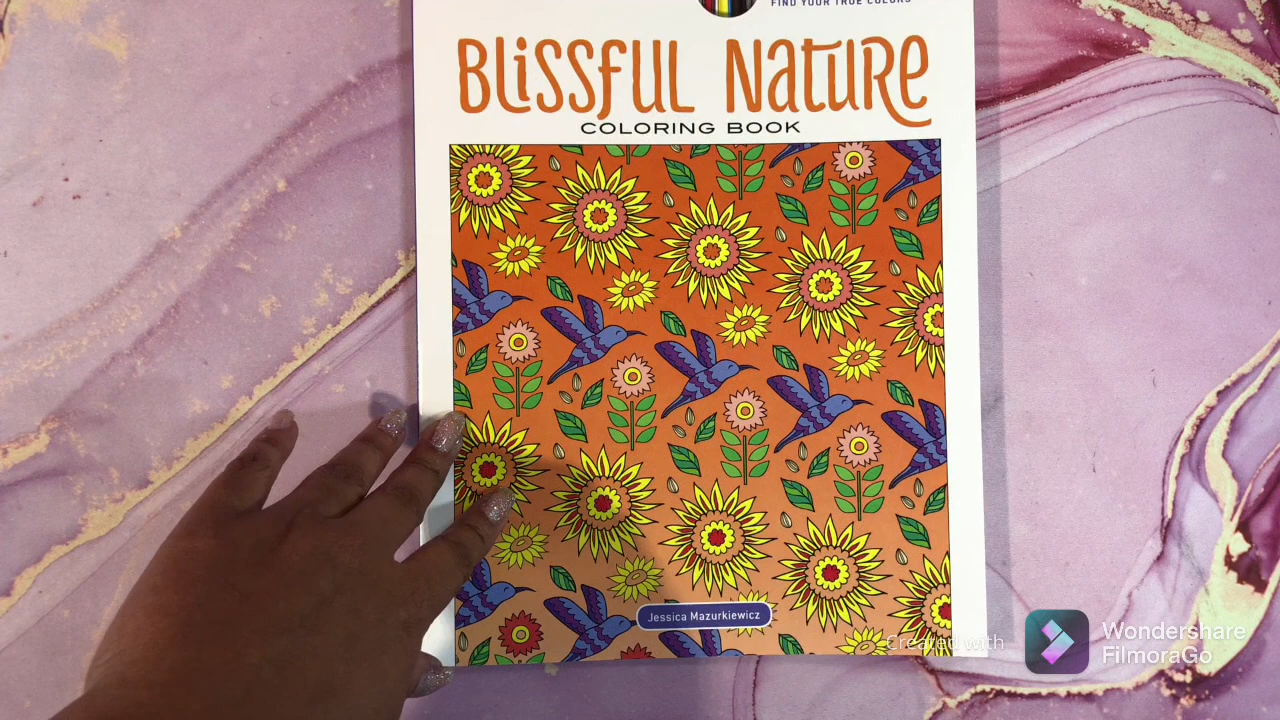 FIND YOUR TRUE COLORS
BLISSFUL NATURE
COLORING BOOK
Jessica Mazurkiewicz
Created with
Wondershare
FilmoraGo